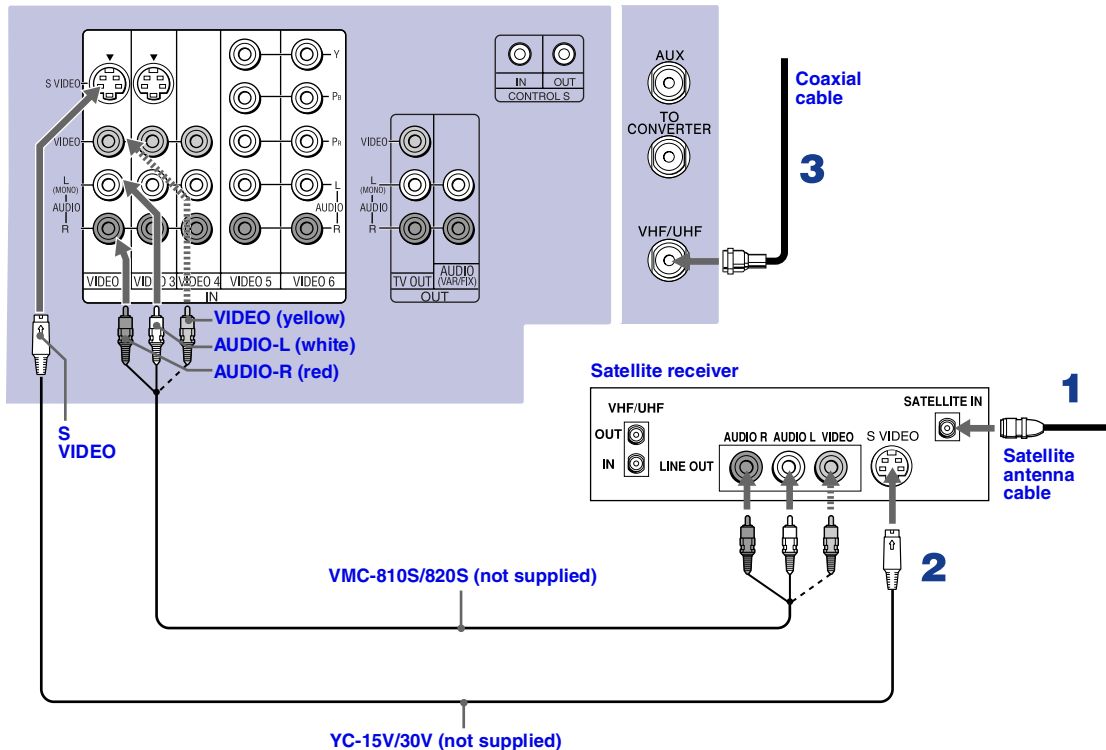 S VIDEO
VIDEO
L
(MONO)
AUDIO
R
Y
PB
PR
L
AUDIO
R
VIDEO
VIDEO 3
VIDEO 4
VIDEO 5
VIDEO 6
IN
IN
OUT
CONTROL S
VIDEO
L
(MONO)
AUDIO
R
TV OUT
AUDIO
(VAR/FIX)
OUT
AUX
TO
CONVERTER
VHF/UHF
Coaxial
cable
3
VIDEO (yellow)
AUDIO-L (white)
AUDIO-R (red)
S
VIDEO
Satellite receiver
VHF/UHF
OUT
IN
LINE OUT
AUDIO R
AUDIO L
VIDEO
S VIDEO
SATELLITE IN
1
Satellite
antenna
cable
2
VMC-810S/820S (not supplied)
YC-15V/30V (not supplied)